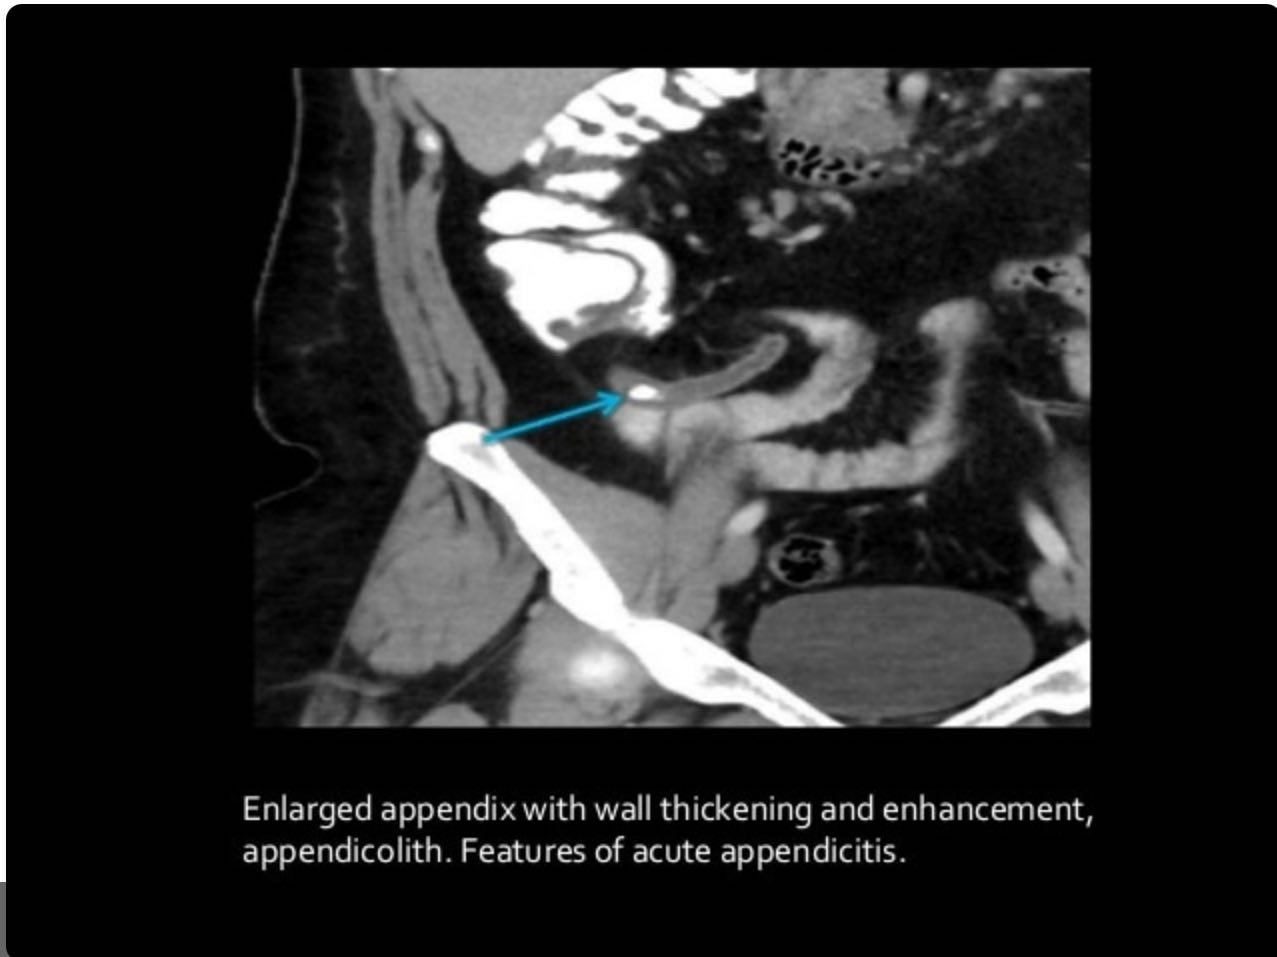 Enlarged appendix with wall thickening and enhancement,
appendicolith. Features of acute appendicitis.